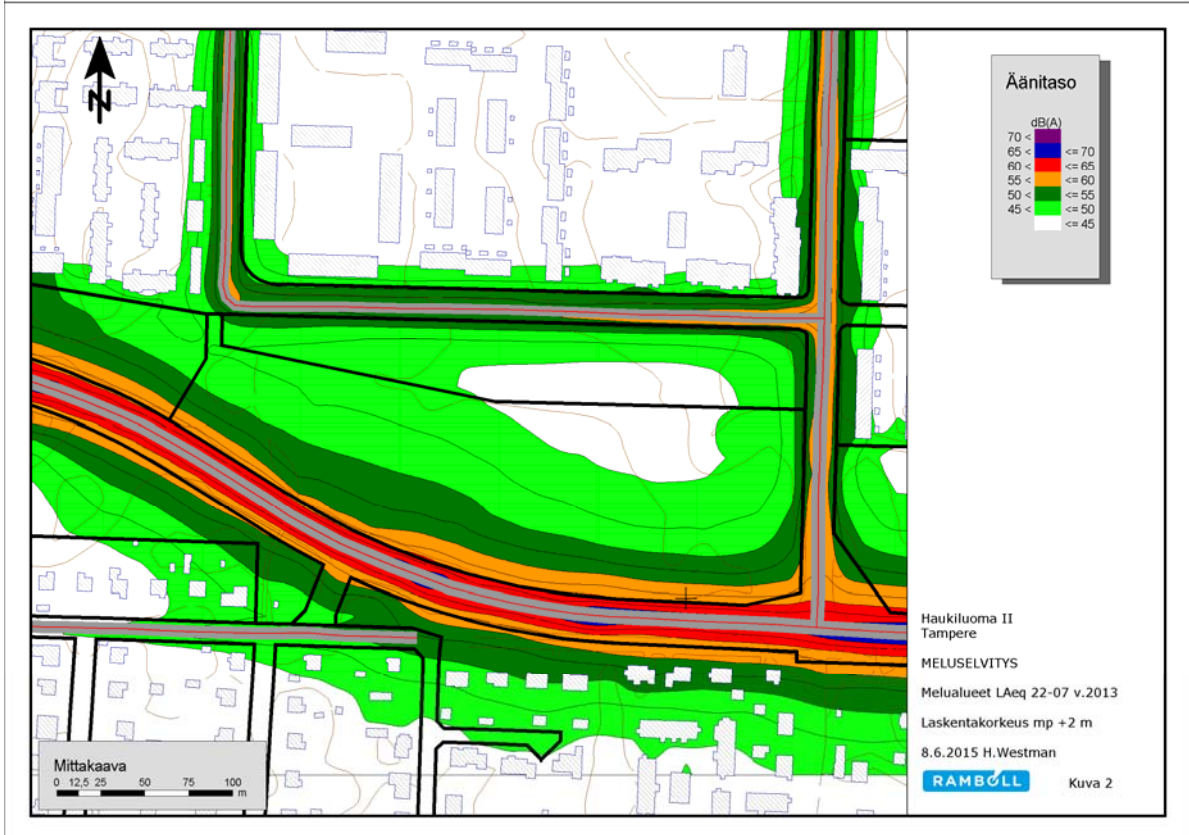 N
Äänitaso
dB(A)
70 <
65 < <= 70
60 < <= 65
55 < <= 60
50 < <= 55
45 < <= 50
<= 45
Haukiluoma II
Tampere
MELUSELVITYS
Melualueet LAeq 22-07 v.2013
Laskentakorkeus mp +2 m
8.6.2015 H.Westman
RAMBOLL Kuva 2
Mittakaava
0 12,5 25 50 75 100
m